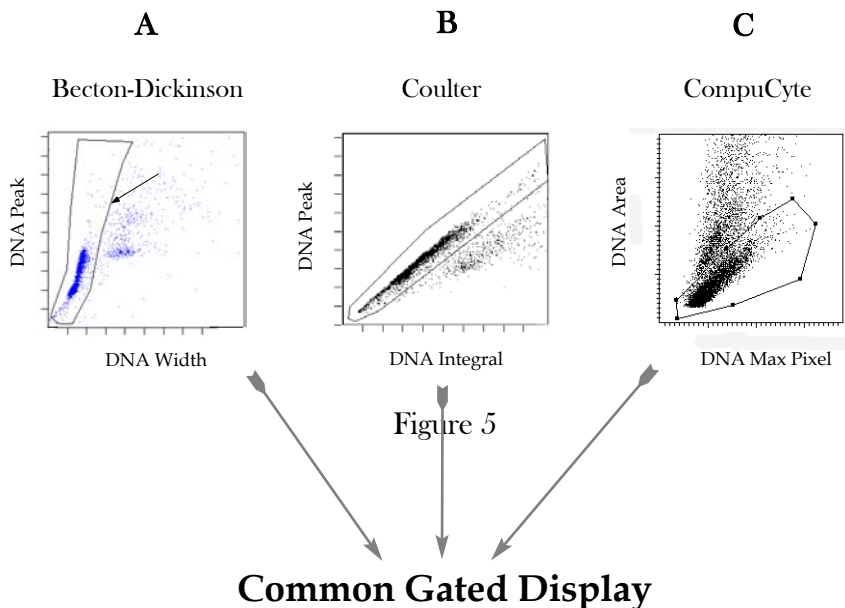 A
B
C
Becton-Dickinson
Coulter
CompuCyte
DNA Peak
DNA Width
DNA Peak
DNA Integral
DNA Area
DNA Max Pixel
Figure 5
Common Gated Display